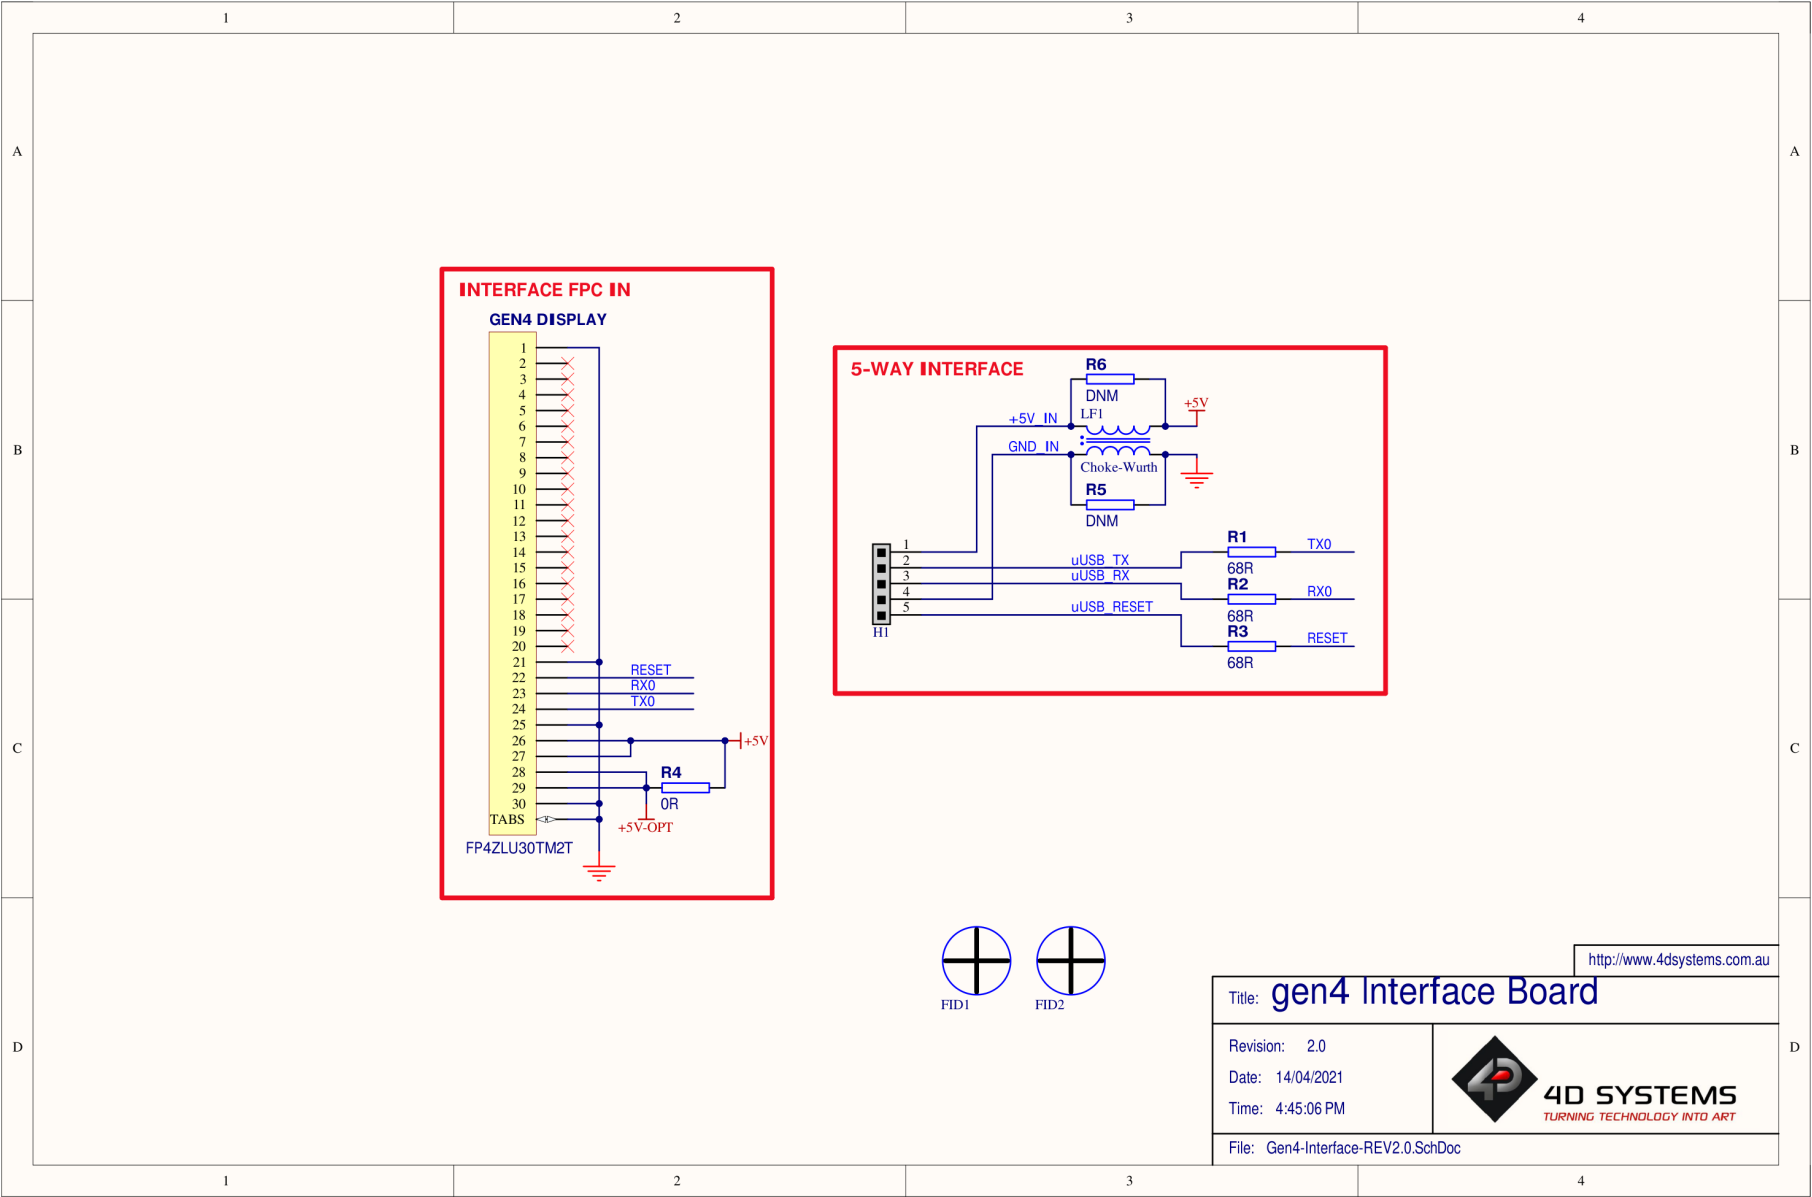 1 2 3 4
A A
B B
C C
D D
INTERFACE FPC IN
GEN4 DISPLAY
1
2
3
4
5
6
7
8
9
10
11
12
13
14
15
16
17
18
19
20
21
22 RESET
23 RX0
24 TX0
25
26 +5V
27
28 R4
29
30 0R
TABS
+5V-OPT
FP4ZLU30TM2T
5-WAY INTERFACE
R6
DNM
LF1
+5V_IN +5V
GND_IN
Choke-Wurth
R5
DNM
1
2 uUSB_TX
3 uUSB_RX
4
5 uUSB_RESET
H1
R1 TX0
68R
R2 RX0
68R
R3 RESET
68R
FID1 FID2
http://www.4dsystems.com.au
Title: gen4 Interface Board
Revision: 2.0
Date: 14/04/2021
Time: 4:45:06 PM
4D SYSTEMS
TURNING TECHNOLOGY INTO ART
File: Gen4-Interface-REV2.0.SchDoc
1 2 3 4